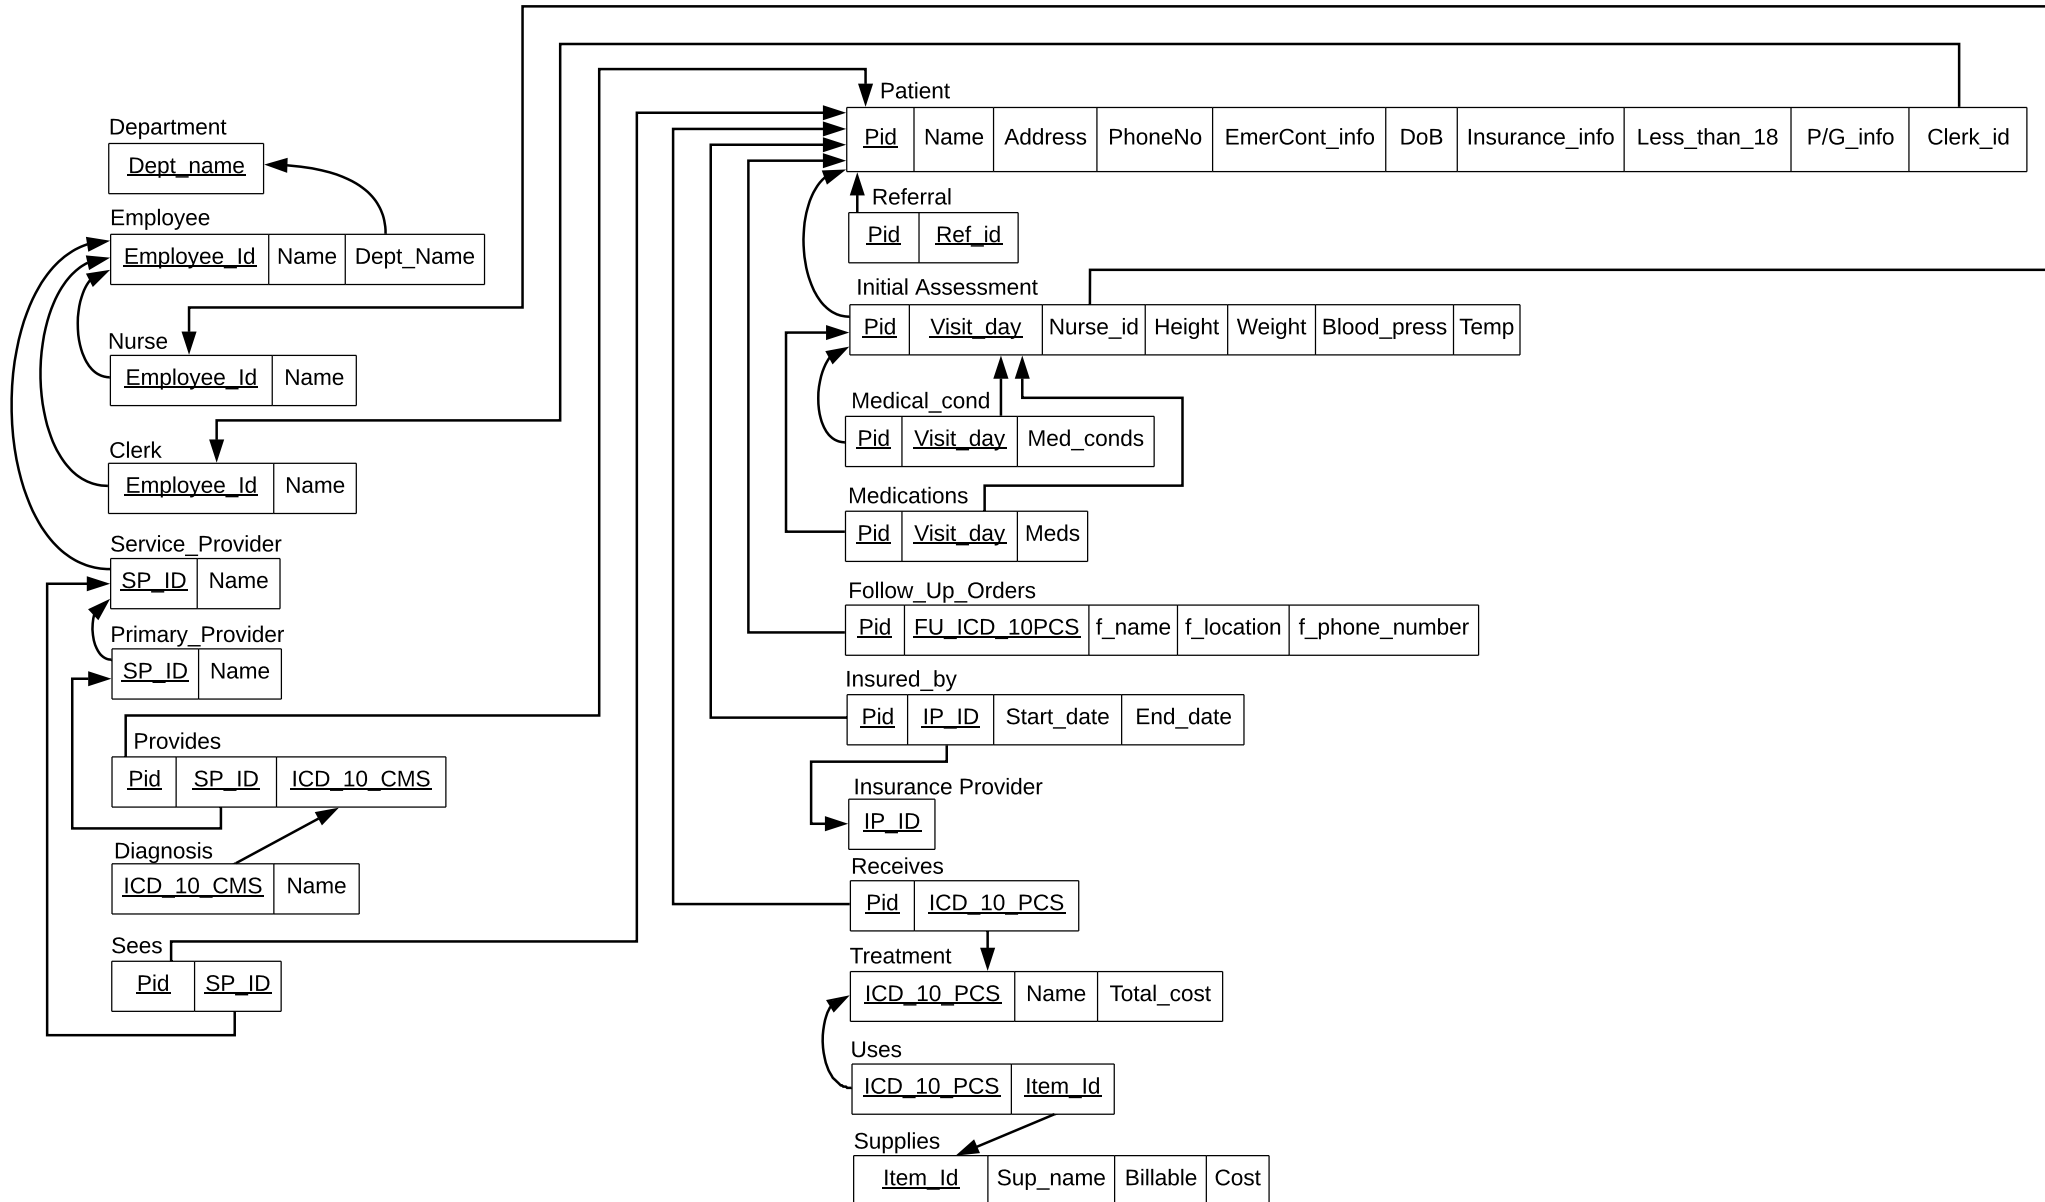 Department
Dept_name
Employee
Employee_Id Name Dept_Name
Nurse
Employee_Id Name
Clerk
Employee_Id Name
Service_Provider
SP_ID Name
Primary_Provider
SP_ID Name
Provides
Pid SP_ID ICD_10_CMS
Diagnosis
ICD_10_CMS Name
Sees
Pid SP_ID
Patient
Pid Name Address PhoneNo EmerCont_info DoB Insurance_info Less_than_18 P/G_info Clerk_id
Referral
Pid Ref_id
Initial Assessment
Pid Visit_day Nurse_id Height Weight Blood_press Temp
Medical_cond
Pid Visit_day Med_conds
Medications
Pid Visit_day Meds
Follow_Up_Orders
Pid FU_ICD_10PCS f_name f_location f_phone_number
Insured_by
Pid IP_ID Start_date End_date
Insurance Provider
IP_ID
Receives
Pid ICD_10_PCS
Treatment
ICD_10_PCS Name Total_cost
Uses
ICD_10_PCS Item_Id
Supplies
Item_Id Sup_name Billable Cost